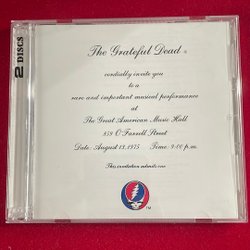 2 DISCS
The Grateful Dead ®
cordially invite you
to a
rare and important musical performance
at
The Great American Music Hall
859 O'Farrell Street
Date: August 13, 1975 Time: 9:00 p.m.
This invitation admits one
TM